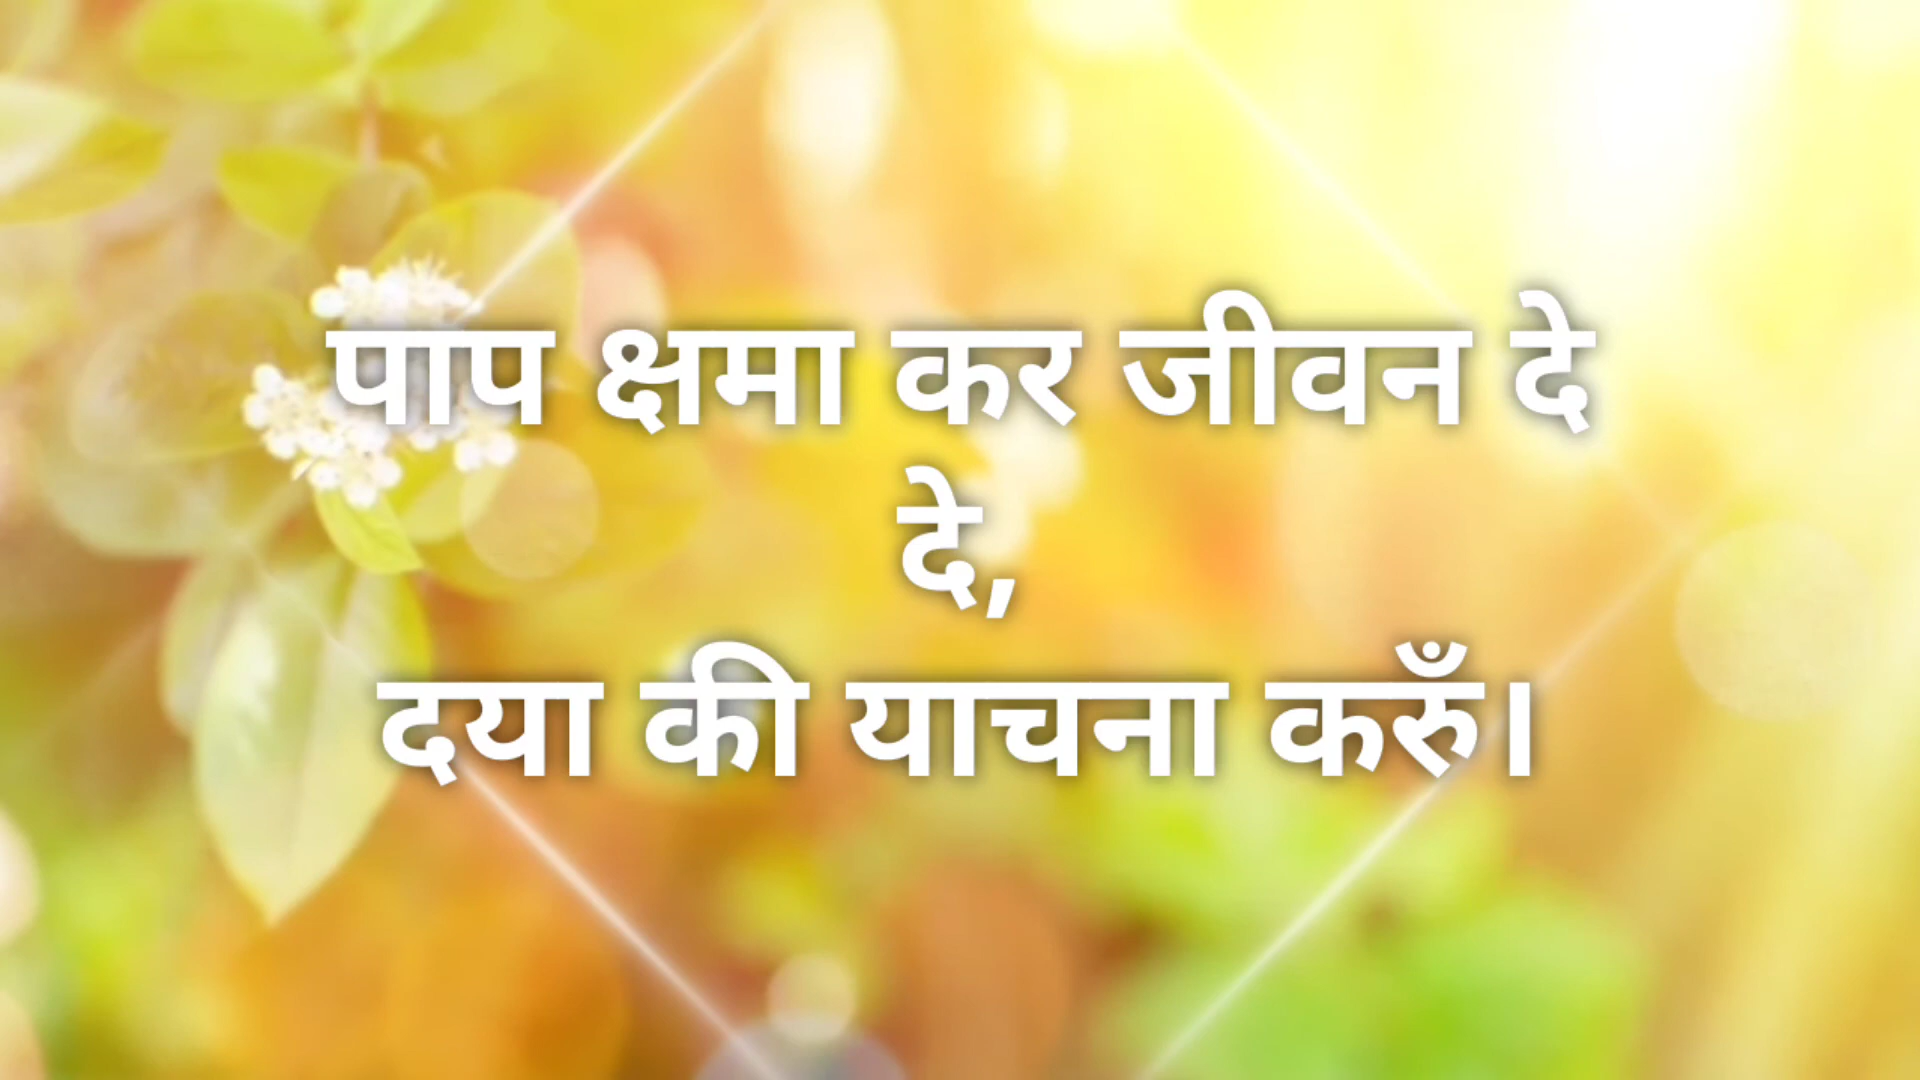 पाप क्षमा कर जीवन दे
दे,
दया की याचना करुँ।